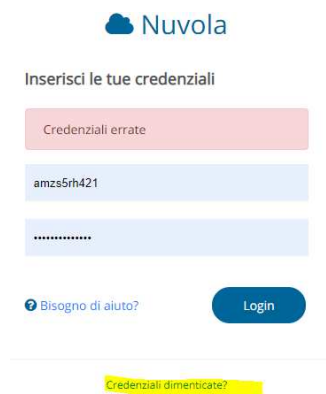 Nuvola
Inserisci le tue credenziali
Credenziali errate
amzs5rh421
••••••••••••••
Bisogno di aiuto?
Login
Credenziali dimenticate?